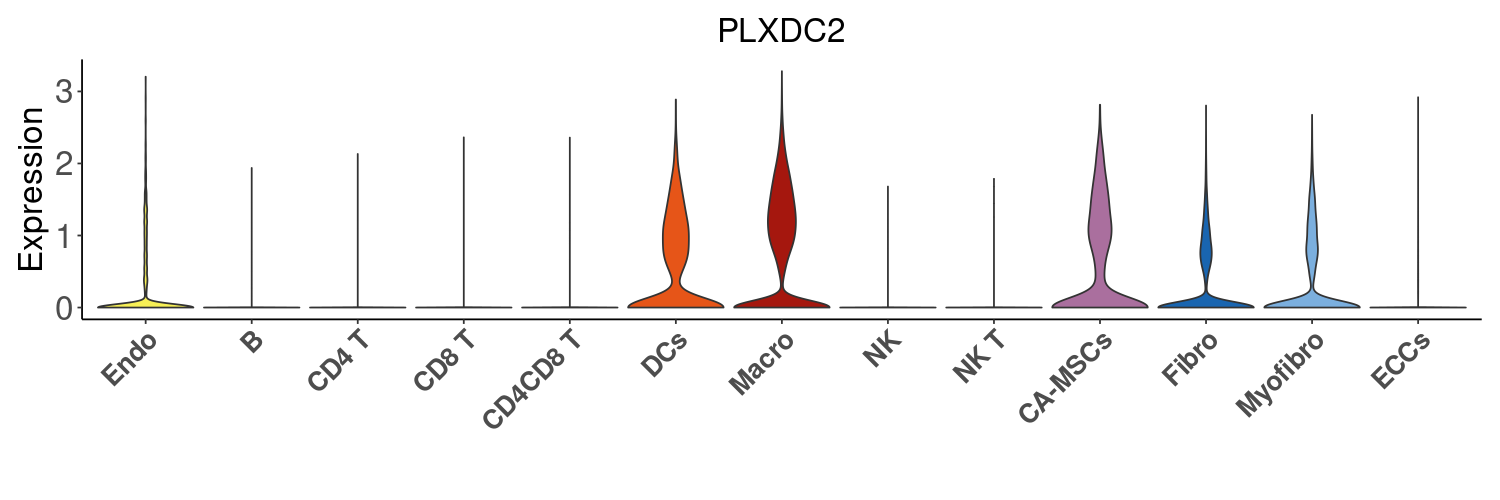 PLXDC2
Expression
3
2
1
0
Endo
B
CD4 T
CD8 T
CD4CD8 T
DCs
Macro
NK
NK T
CA-MSCs
Fibro
Myofibro
ECCs